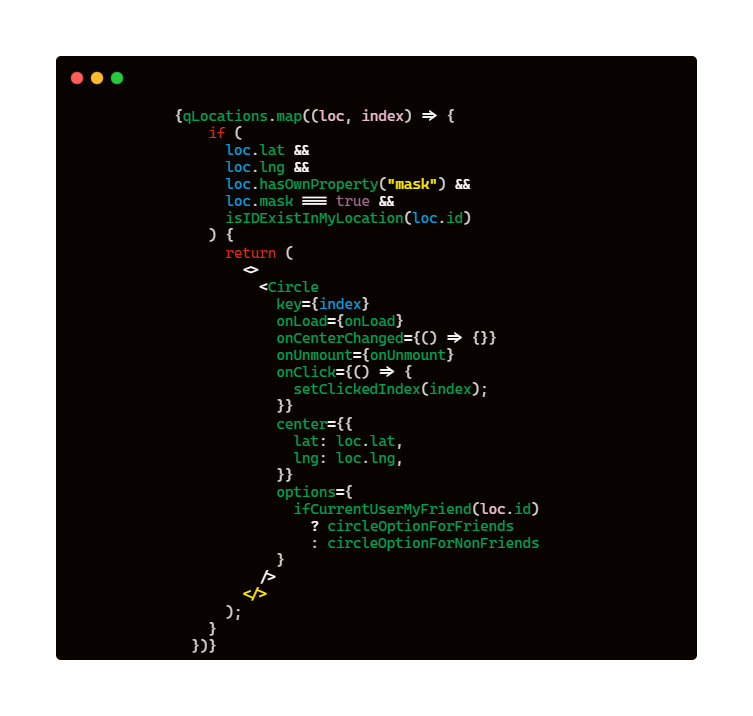 {qLocations.map((loc, index) => {
if (
loc.lat &&
loc.lng &&
loc.hasOwnProperty("mask") &&
loc.mask === true &&
isIDExistInMyLocation(loc.id)
) {
return (
<>
<Circle
key={index}
onLoad={onLoad}
onCenterChanged={() => {}}
onUnmount={onUnmount}
onClick={() => {
setClickedIndex(index);
}}
center={{
lat: loc.lat,
lng: loc.lng,
}}
options={
ifCurrentUserMyFriend(loc.id)
? circleOptionForFriends
: circleOptionForNonFriends
}
/>
</>
);
}
})}